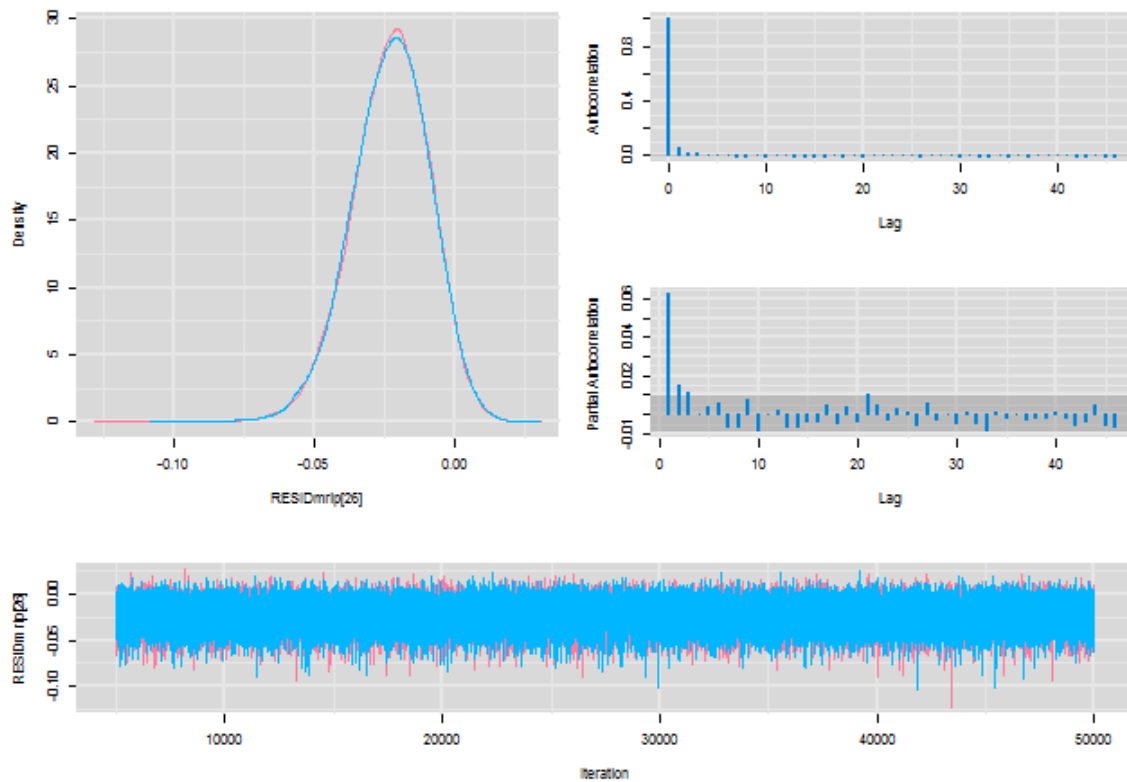 30
25
20
15
10
5
0
Density
-0.10 -0.05 0.00
RESIDmrip[26]
0.8
0.4
0.0
Autocorrelation
0 10 20 30 40
Lag
0.06
0.04
0.02
-0.01
Partial Autocorrelation
0 10 20 30 40
Lag
0.00
-0.05
-0.10
RESIDmrip[26]
10000 20000 30000 40000 50000
Iteration